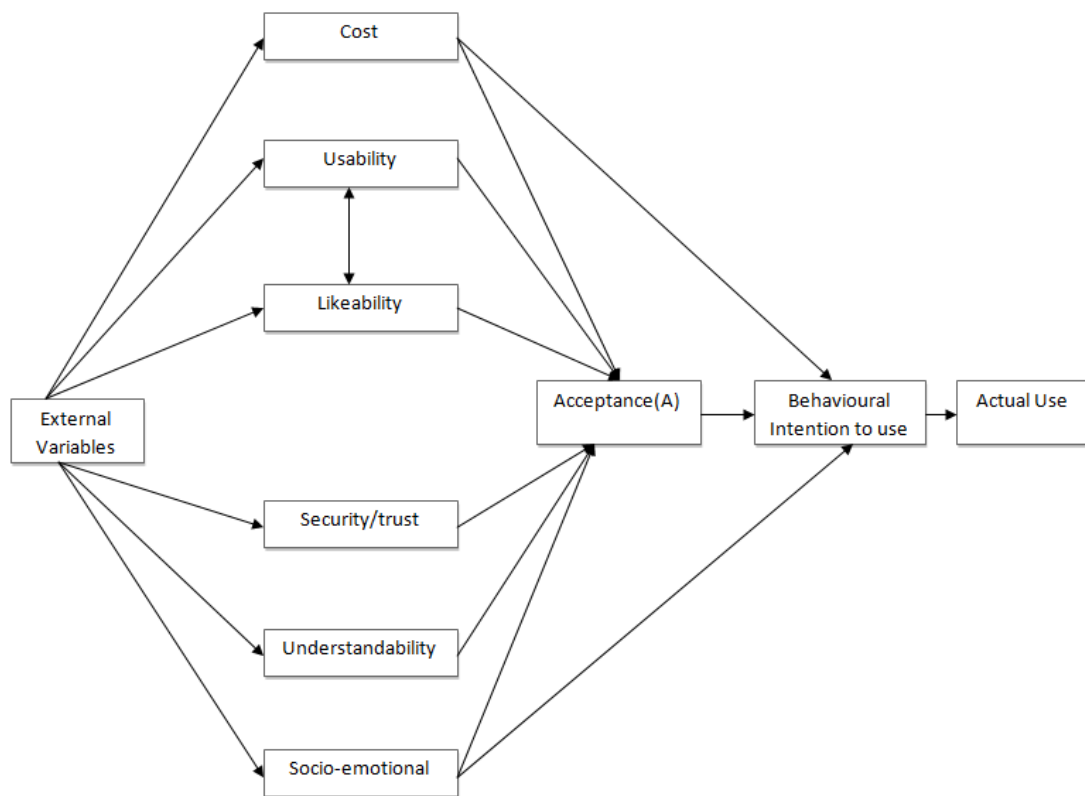 Cost
Usability
Likeability
External
Variables
Acceptance(A)
Behavioural
Intention to use
Actual Use
Security/trust
Understandability
Socio-emotional